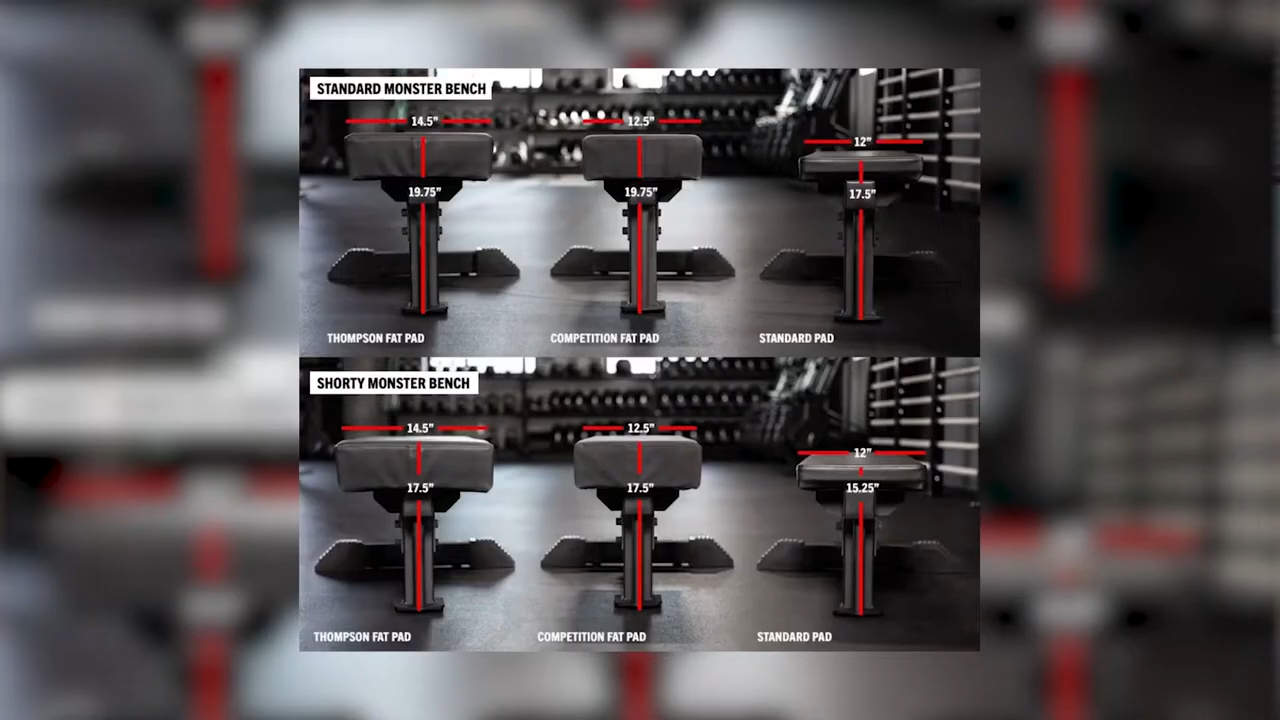 STANDARD MONSTER BENCH
14.5" 12.5" 12"
19.75" 19.75" 17.5"
THOMPSON FAT PAD COMPETITION FAT PAD STANDARD PAD
SHORTY MONSTER BENCH
14.5" 12.5" 12"
17.5" 17.5" 15.25"
THOMPSON FAT PAD COMPETITION FAT PAD STANDARD PAD